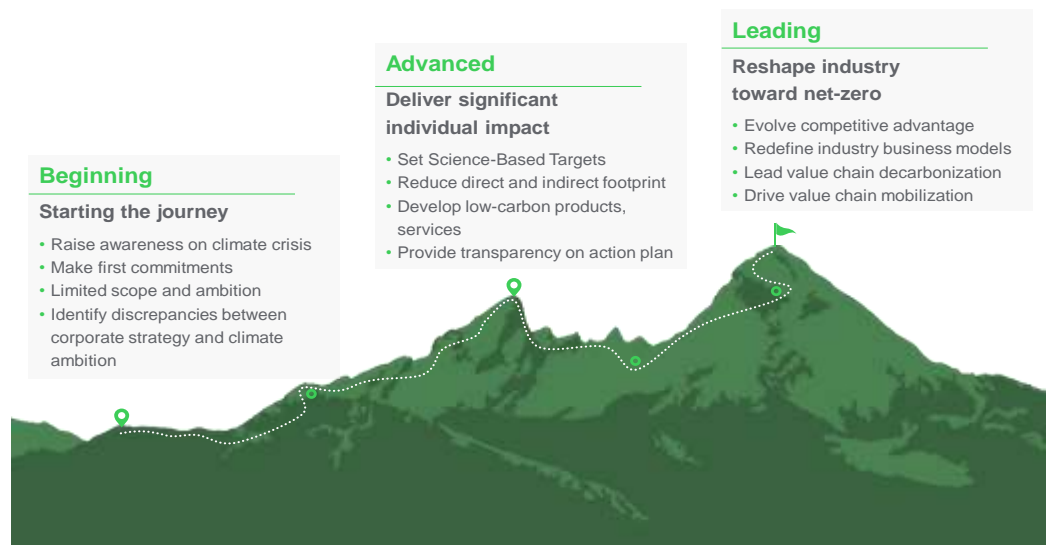 Beginning
Starting the journey
• Raise awareness on climate crisis
• Make first commitments
• Limited scope and ambition
• Identify discrepancies between
corporate strategy and climate
ambition
Advanced
Deliver significant
individual impact
• Set Science-Based Targets
• Reduce direct and indirect footprint
• Develop low-carbon products,
services
• Provide transparency on action plan
Leading
Reshape industry
toward net-zero
• Evolve competitive advantage
• Redefine industry business models
• Lead value chain decarbonization
• Drive value chain mobilization